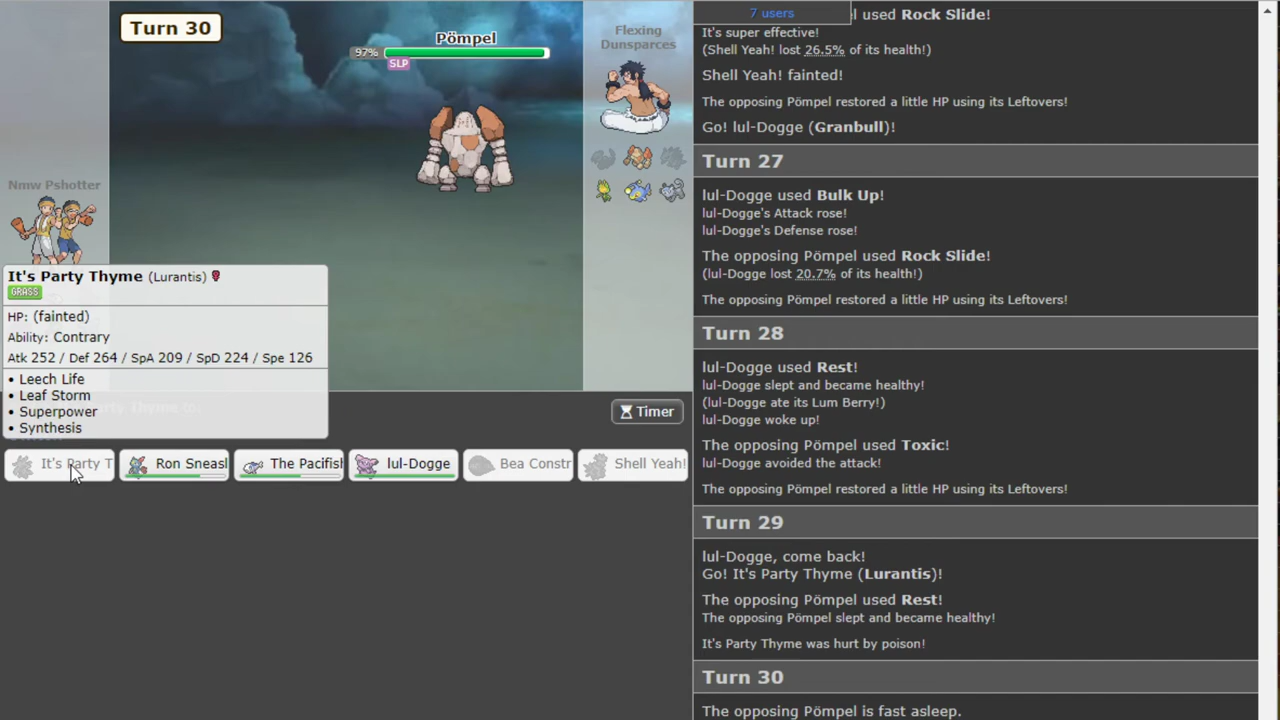 Turn 30
97%
Pömpel
SLP
Flexing
Dunsparces
Nmw Pshotter
It's Party Thyme (Lurantis)
GRASS
HP: (fainted)
Ability: Contrary
Atk 252 / Def 264 / SpA 209 / SpD 224 / Spe 126
• Leech Life
• Leaf Storm
• Superpower
• Synthesis
Timer
It's Party T
Ron Sneasl
The Pacifish
lul-Dogge
Bea Constr
Shell Yeah!
7 users
used Rock Slide!
It's super effective!
(Shell Yeah! lost 26.5% of its health!)
Shell Yeah! fainted!
The opposing Pömpel restored a little HP using its Leftovers!
Go! lul-Dogge (Granbull)!
Turn 27
lul-Dogge used Bulk Up!
lul-Dogge's Attack rose!
lul-Dogge's Defense rose!
The opposing Pömpel used Rock Slide!
(lul-Dogge lost 20.7% of its health!)
The opposing Pömpel restored a little HP using its Leftovers!
Turn 28
lul-Dogge used Rest!
lul-Dogge slept and became healthy!
(lul-Dogge ate its Lum Berry!)
lul-Dogge woke up!
The opposing Pömpel used Toxic!
lul-Dogge avoided the attack!
The opposing Pömpel restored a little HP using its Leftovers!
Turn 29
lul-Dogge, come back!
Go! It's Party Thyme (Lurantis)!
The opposing Pömpel used Rest!
The opposing Pömpel slept and became healthy!
It's Party Thyme was hurt by poison!
Turn 30
The opposing Pömpel is fast asleep.